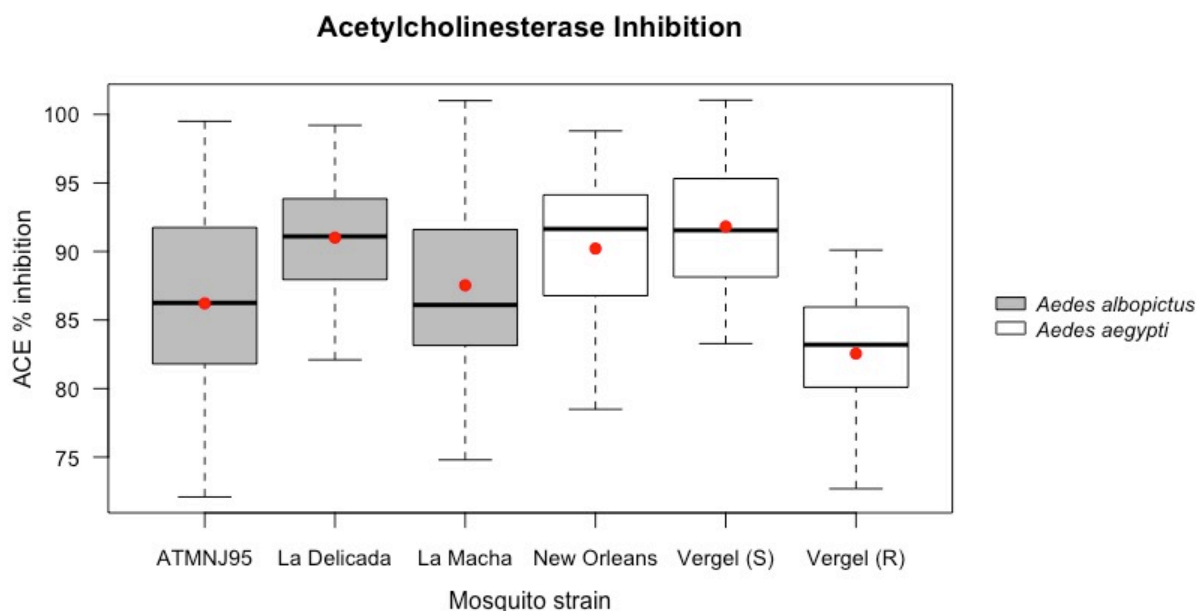 Acetylcholinesterase Inhibition
ACE % inhibition
100
95
90
85
80
75
ATMNJ95 La Delicada La Macha New Orleans Vergel (S) Vergel (R)
Mosquito strain
Aedes albopictus
Aedes aegypti